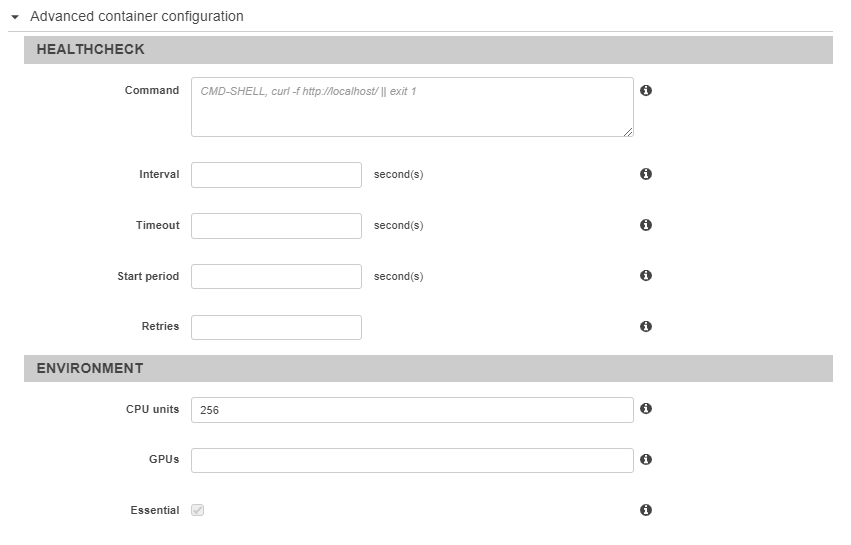 Advanced container configuration
HEALTHCHECK
Command CMD-SHELL, curl -f http://localhost/ || exit 1
Interval second(s)
Timeout second(s)
Start period second(s)
Retries
ENVIRONMENT
CPU units 256
GPUs
Essential